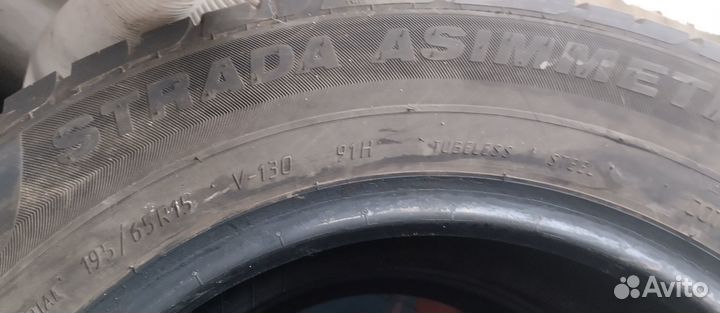 STRADA ASIMMET
195/65R15 V-130 91H TUBELESS STEEL
Avito